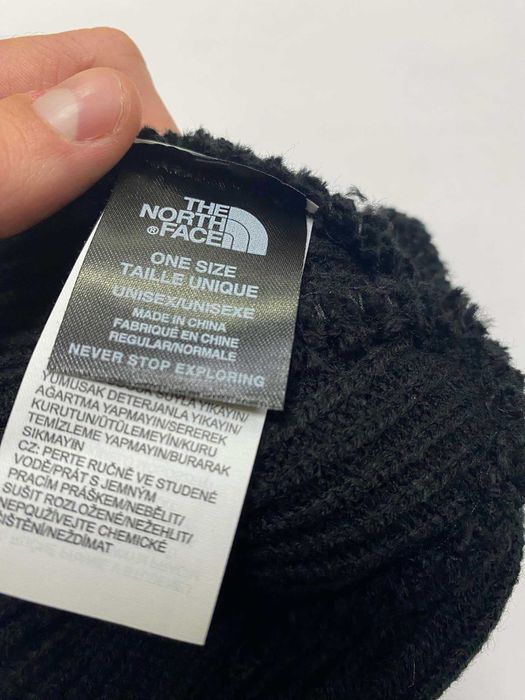 THE
NORTH
®FACE
ONE SIZE
TAILLE UNIQUE
UNISEX/UNISEXE
MADE IN CHINA
FABRIQUÉ EN CHINE
REGULAR/NORMALE
NEVER STOP EXPLORING
YUMUŞAK DETERJANLA YIKAYIN/
AĞARTMA YAPMAYIN/SEREREK
KURUTUN/ÜTÜLEMEYİN/KURU
TEMİZLEME YAPMAYIN/BURARAK
SIKMAYIN
CZ: PERTE RUČNĚ VE STUDENÉ
VODĚ/PRÁT S JEMNÝM
PRACÍM PRÁŠKEM/NEBĚLIT/
SUŠIT ROZLOŽENÉ/NEŽEHLIT/
NEPOUŽÍVEJTE CHEMICKÉ
ČIŠTĚNÍ/NEŽDÍMAT